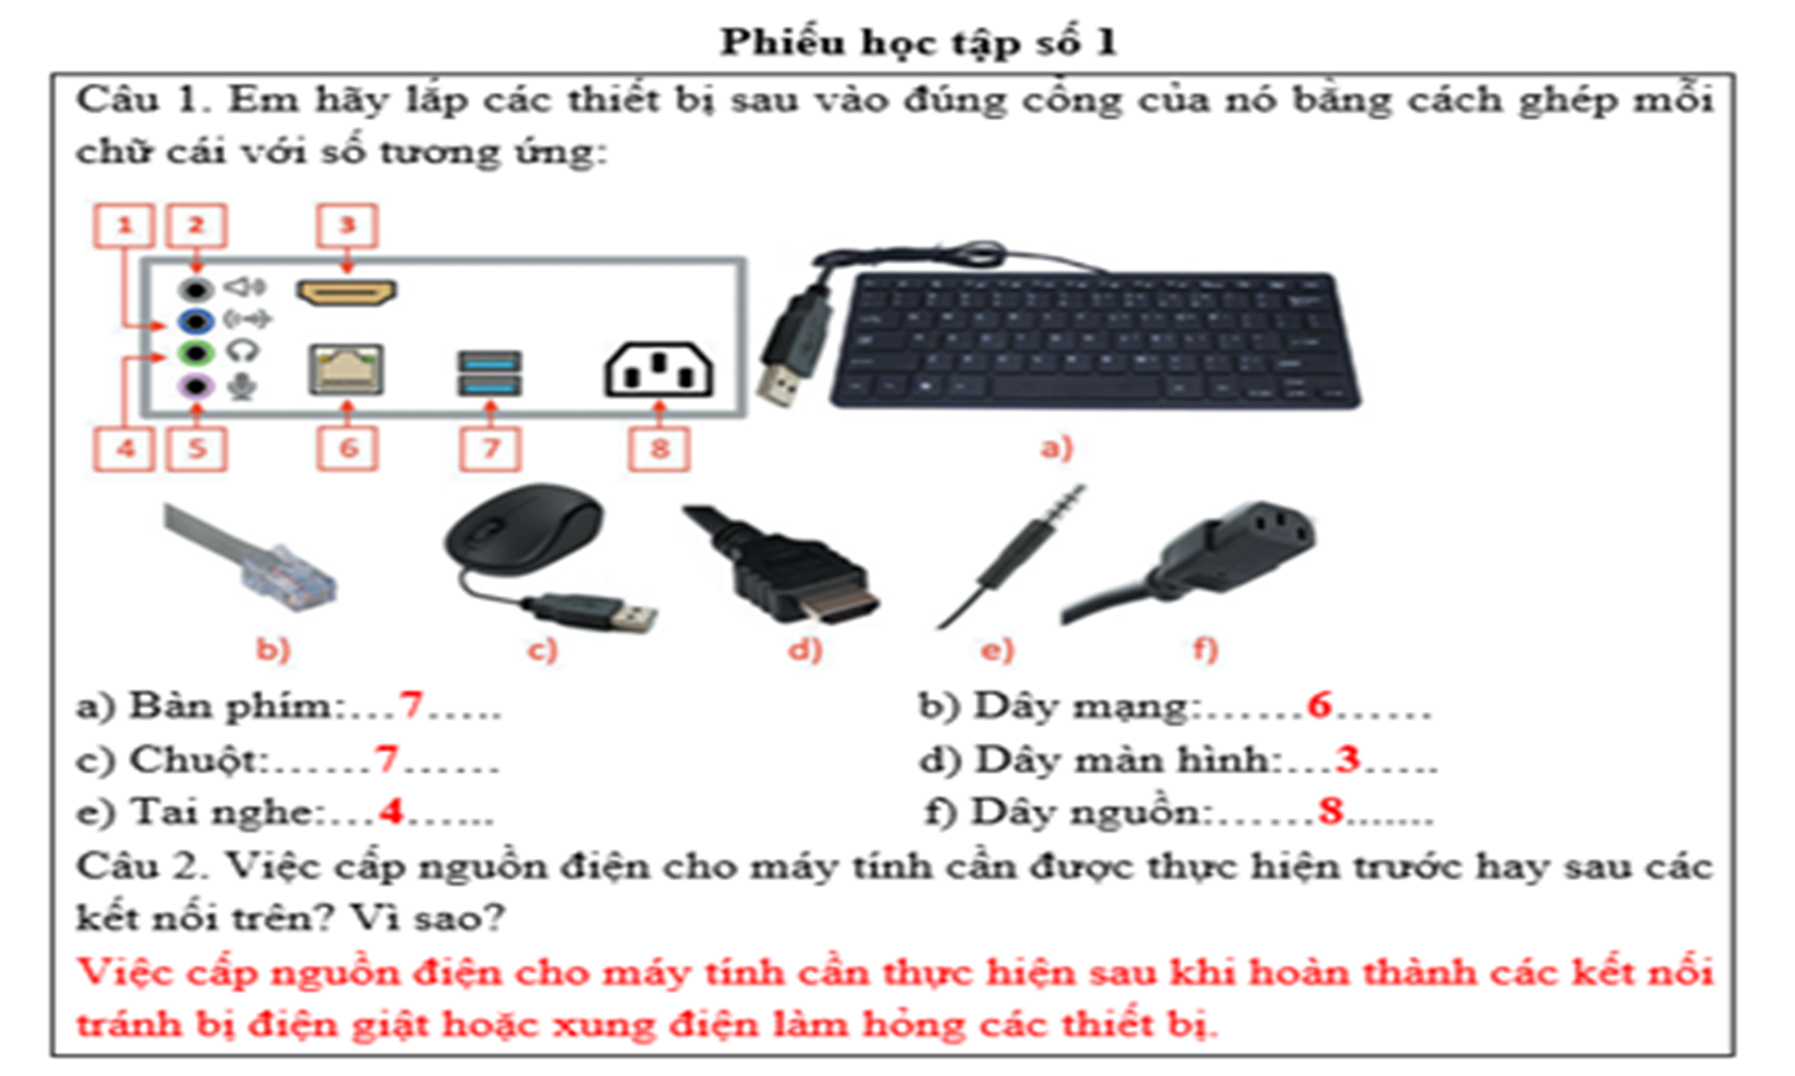 Phiếu học tập số 1
Câu 1. Em hãy lắp các thiết bị sau vào đúng cổng của nó bằng cách ghép mỗi
chữ cái với số tương ứng:
1 2 3
4 5 6 7 8
a)
b) c) d) e) f)
a) Bàn phím:…7….. b) Dây mạng:……6……
c) Chuột:……7…… d) Dây màn hình:…3…..
e) Tai nghe:…4…... f) Dây nguồn:……8.......
Câu 2. Việc cấp nguồn điện cho máy tính cần được thực hiện trước hay sau các
kết nối trên? Vì sao?
Việc cấp nguồn điện cho máy tính cần thực hiện sau khi hoàn thành các kết nối
tránh bị điện giật hoặc xung điện làm hỏng các thiết bị.